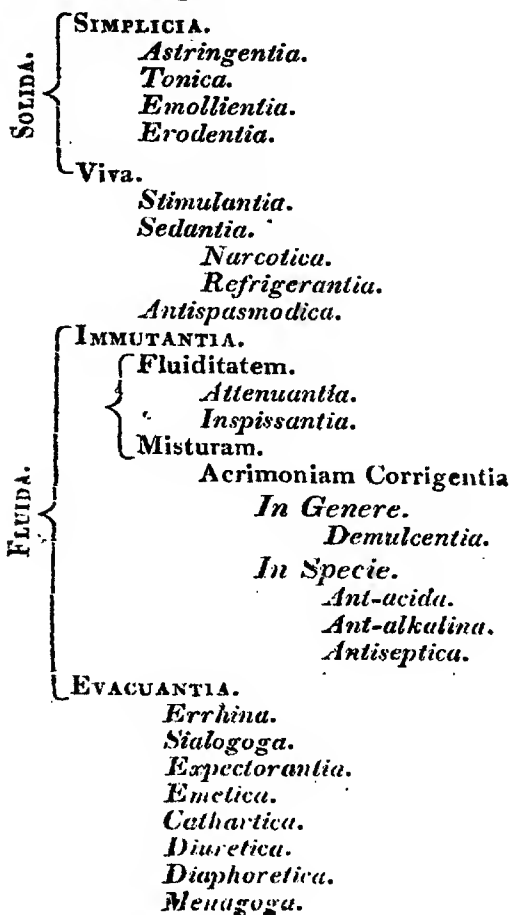 SOLIDA.
SIMPLICIA.
Astringentia.
Tonica.
Emollientia.
Erodentia.
Viva.
Stimulantia.
Sedantia.
Narcotica.
Refrigerantia.
Antispasmodica.
FLUIDA.
IMMUTANTIA.
Fluiditatem.
Attenuantia.
Inspissantia.
Misturam.
Acrimoniam Corrigentia
In Genere.
Demulcentia.
In Specie.
Ant-acida.
Ant-alkalina.
Antiseptica.
EVACUANTIA.
Errhina.
Sialogoga.
Expectorantia.
Emetica.
Cathartica.
Diuretica.
Diaphoretica.
Menagoga.